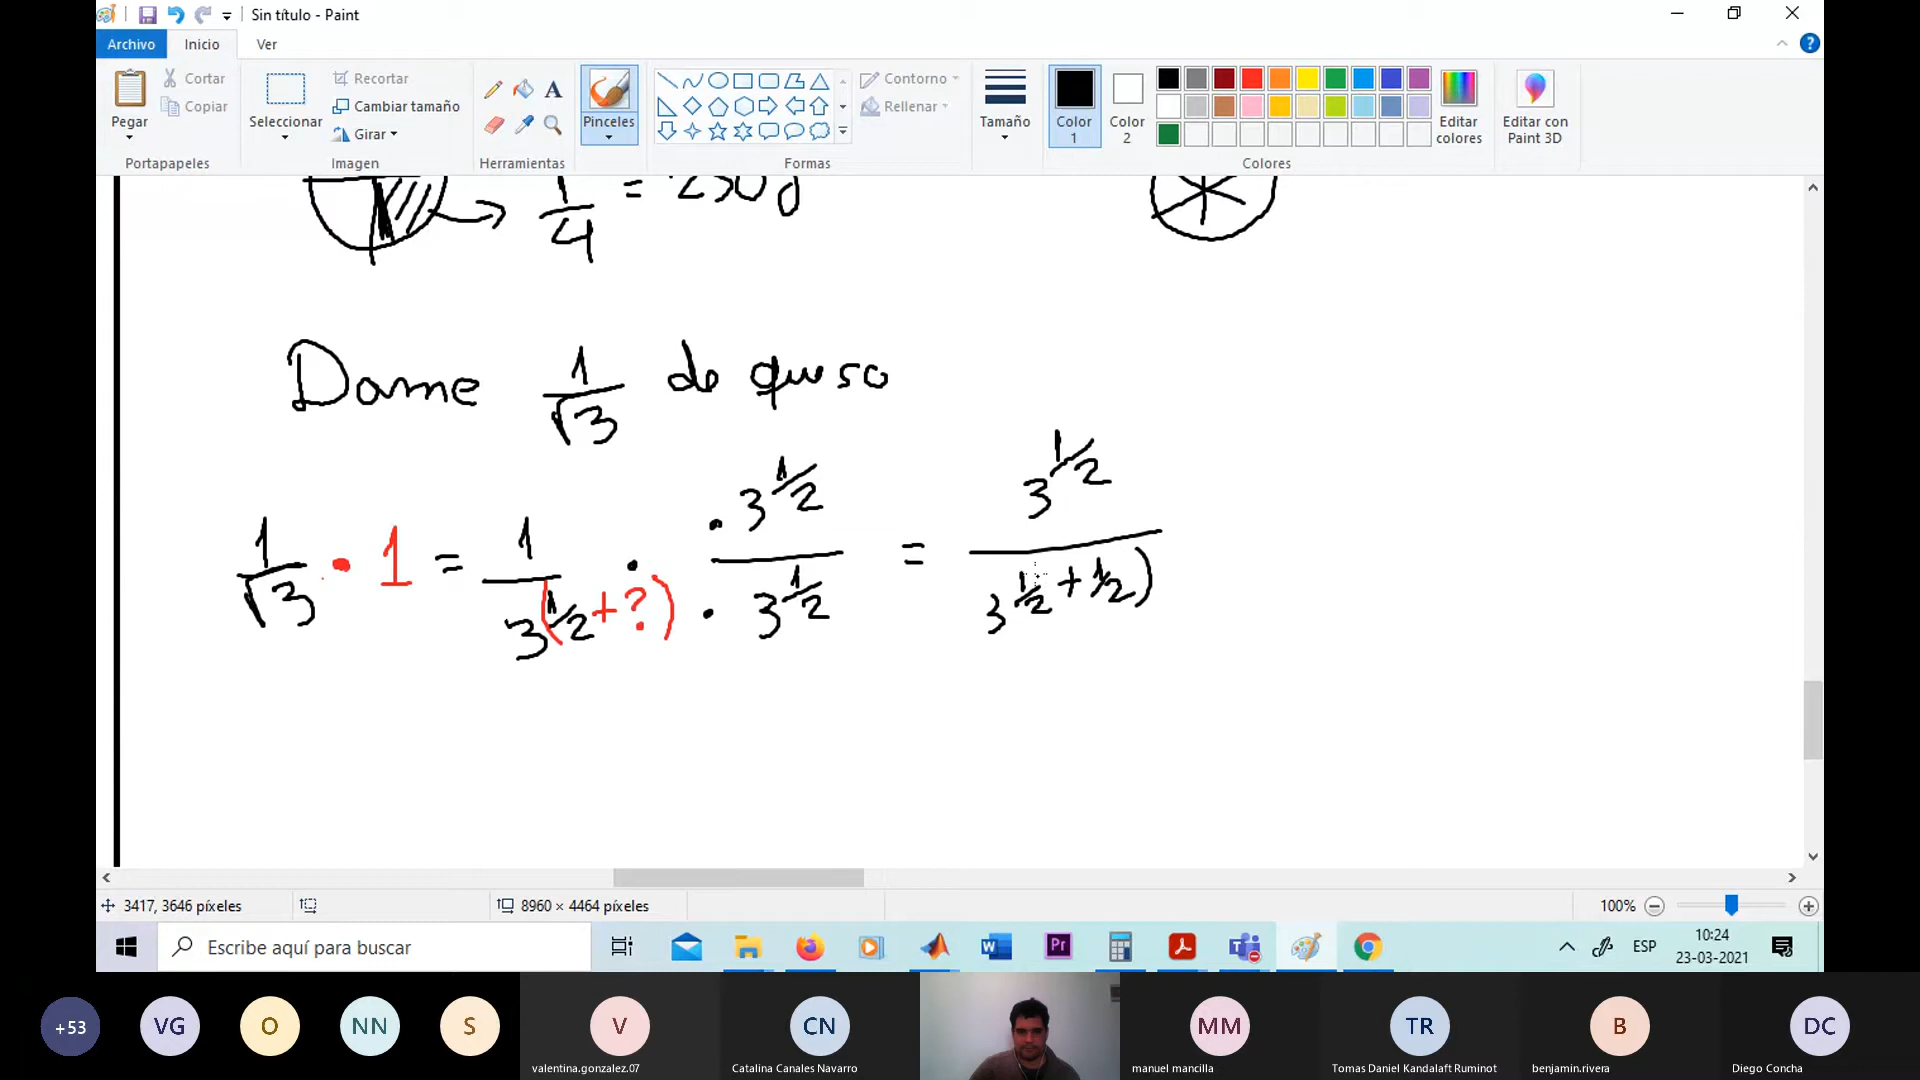 Sin título - Paint
Archivo Inicio Ver
Pegar
Cortar
Copiar
Portapapeles
Seleccionar
Recortar
Cambiar tamaño
Girar
Imagen
A
Herramientas
Pinceles
Contorno
Rellenar
Formas
Tamaño
Color 1
Color 2
Editar colores
Editar con Paint 3D
Colores
1/4 = 250g
Dame 1/√3 de queso
1/√3 · 1 = 1/3^(1/2+?) · ·3^1/2 / ·3^1/2 = 3^1/2 / 3^1/2+1/2)
3417, 3646 píxeles
8960 × 4464 píxeles
100%
Escribe aquí para buscar
Pr
ESP
10:24
23-03-2021
+53 VG O NN S V CN MM TR B DC
valentina.gonzalez.07 Catalina Canales Navarro manuel mancilla Tomas Daniel Kandalaft Ruminot benjamin.rivera Diego Concha